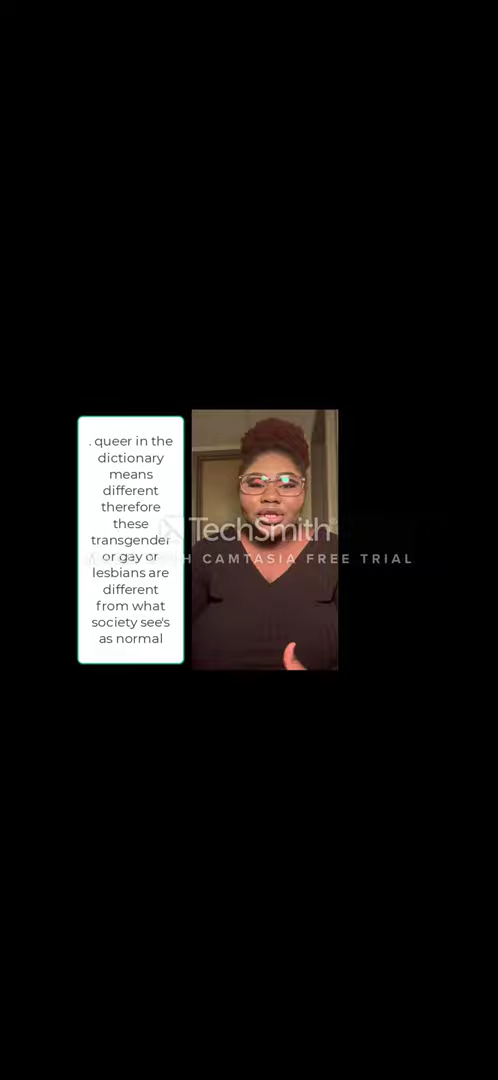 . queer in the
dictionary
means
different
therefore
these
transgender
or gay or
lesbians are
different
from what
society see's
as normal
TechSmith
CAMTASIA FREE TRIAL